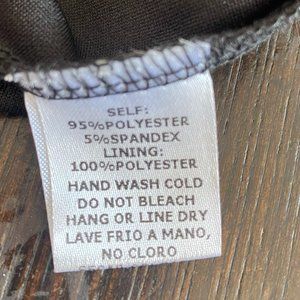 SELF:
95%POLYESTER
5%SPANDEX
LINING:
100%POLYESTER
HAND WASH COLD
DO NOT BLEACH
HANG OR LINE DRY
LAVE FRIO A MANO,
NO CLORO